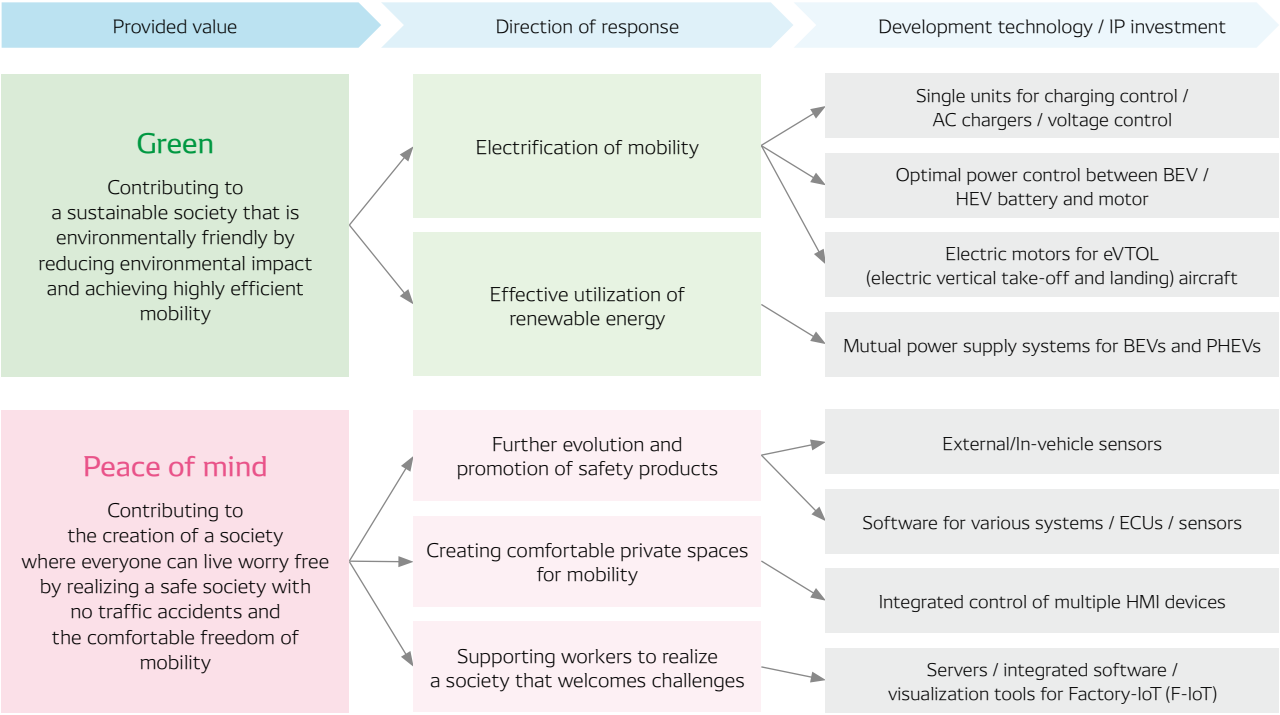 Provided value
Direction of response
Development technology / IP investment
Green
Contributing to
a sustainable society that is
environmentally friendly by
reducing environmental impact
and achieving highly efficient
mobility
Electrification of mobility
Effective utilization of
renewable energy
Single units for charging control /
AC chargers / voltage control
Optimal power control between BEV /
HEV battery and motor
Electric motors for eVTOL
(electric vertical take-off and landing) aircraft
Mutual power supply systems for BEVs and PHEVs
Peace of mind
Contributing to
the creation of a society
where everyone can live worry free
by realizing a safe society with
no traffic accidents and
the comfortable freedom of
mobility
Further evolution and
promotion of safety products
Creating comfortable private spaces
for mobility
Supporting workers to realize
a society that welcomes challenges
External/In-vehicle sensors
Software for various systems / ECUs / sensors
Integrated control of multiple HMI devices
Servers / integrated software /
visualization tools for Factory-IoT (F-IoT)